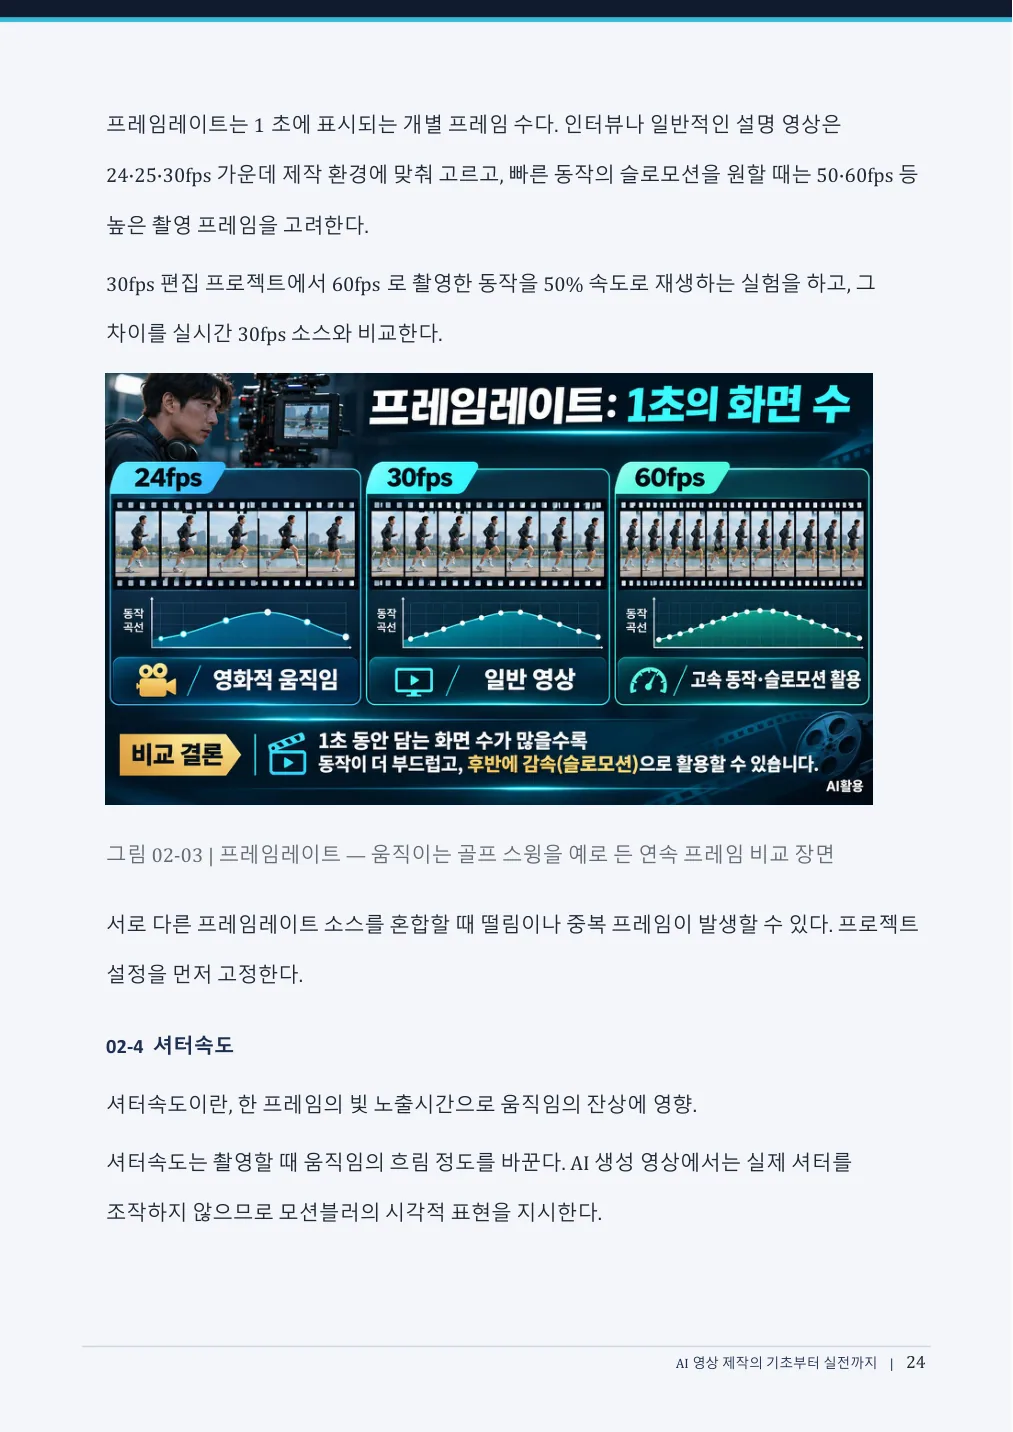 프레임레이트는 1 초에 표시되는 개별 프레임 수다. 인터뷰나 일반적인 설명 영상은
24·25·30fps 가운데 제작 환경에 맞춰 고르고, 빠른 동작의 슬로모션을 원할 때는 50·60fps 등
높은 촬영 프레임을 고려한다.
30fps 편집 프로젝트에서 60fps 로 촬영한 동작을 50% 속도로 재생하는 실험을 하고, 그
차이를 실시간 30fps 소스와 비교한다.
프레임레이트: 1초의 화면 수
24fps
동작
곡선
영화적 움직임
30fps
동작
곡선
일반 영상
60fps
동작
곡선
고속 동작·슬로모션 활용
비교 결론
1초 동안 담는 화면 수가 많을수록
동작이 더 부드럽고, 후반에 감속(슬로모션)으로 활용할 수 있습니다.
AI활용
그림 02-03 | 프레임레이트 — 움직이는 골프 스윙을 예로 든 연속 프레임 비교 장면
서로 다른 프레임레이트 소스를 혼합할 때 떨림이나 중복 프레임이 발생할 수 있다. 프로젝트
설정을 먼저 고정한다.
02-4 셔터속도
셔터속도이란, 한 프레임의 빛 노출시간으로 움직임의 잔상에 영향.
셔터속도는 촬영할 때 움직임의 흐림 정도를 바꾼다. AI 생성 영상에서는 실제 셔터를
조작하지 않으므로 모션블러의 시각적 표현을 지시한다.
AI 영상 제작의 기초부터 실전까지 | 24